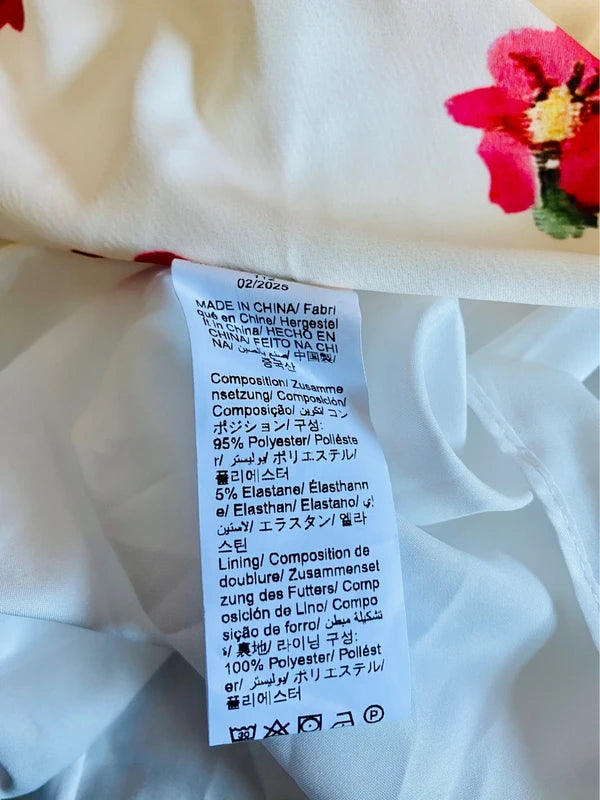 02/2025
MADE IN CHINA/ Fabri
qué en Chine/ Hergestel
lt in China/ HECHO EN
CHINA/ FEITO NA CHI
NA/ صنع بالصين/ 中国製/
중국산
Composition/ Zusamme
nsetzung/ Composición/
Composição/ تكوين/ コン
ポジション/ 구성:
95% Polyester/ Polieste
r/ بوليستر/ ポリエステル/
폴리에스터
5% Elastane/ Élasthann
e/ Elasthan/ Elastano/ إي
لاستين/ エラスタン/ 엘라
스틴
Lining/ Composition de
doublure/ Zusammenset
zung des Futters/ Comp
osición de Lino/ Compo
sição de forro/ تشكيلة مبطن
ة/ 裏地/ 라이닝 구성:
100% Polyester/ Poliést
er/ بوليستر/ ポリエステル/
폴리에스터
30 P